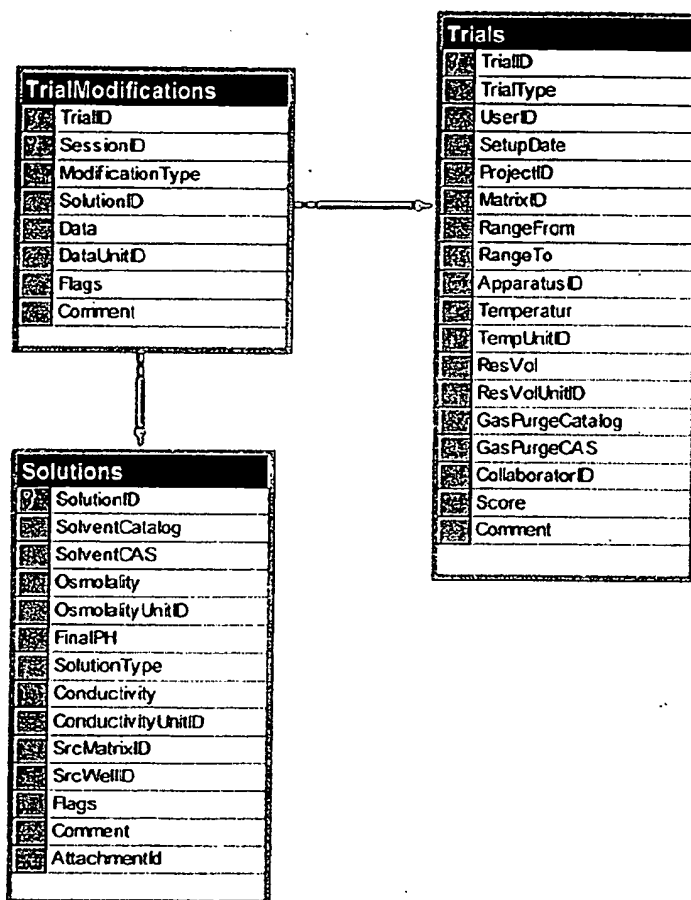 TrialModifications
TrialID
SessionID
ModificationType
SolutionID
Data
DataUnitID
Flags
Comment
Trials
TrialID
TrialType
UserID
SetupDate
ProjectID
MatrixID
RangeFrom
RangeTo
ApparatusID
Temperatur
TempUnitID
ResVol
ResVolUnitID
GasPurgeCatalog
GasPurgeCAS
CollaboratorID
Score
Comment
Solutions
SolutionID
SolventCatalog
SolventCAS
Osmolality
OsmolalityUnitID
FinalPH
SolutionType
Conductivity
ConductivityUnitID
SrcMatrixID
SrcWellID
Flags
Comment
AttachmentId